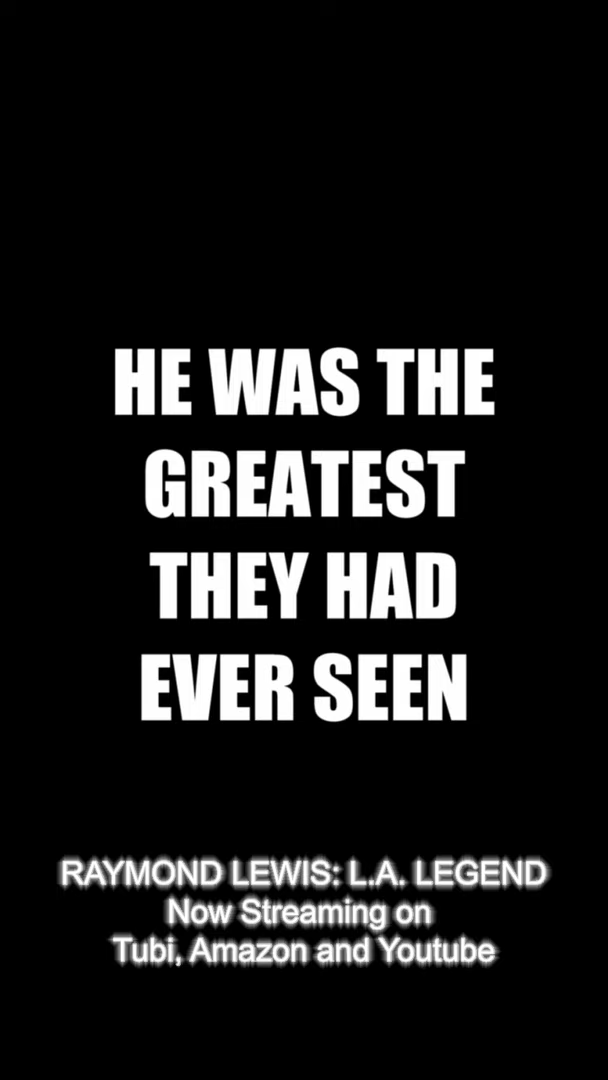 HE WAS THE
GREATEST
THEY HAD
EVER SEEN
RAYMOND LEWIS: L.A. LEGEND
Now Streaming on
Tubi, Amazon and Youtube